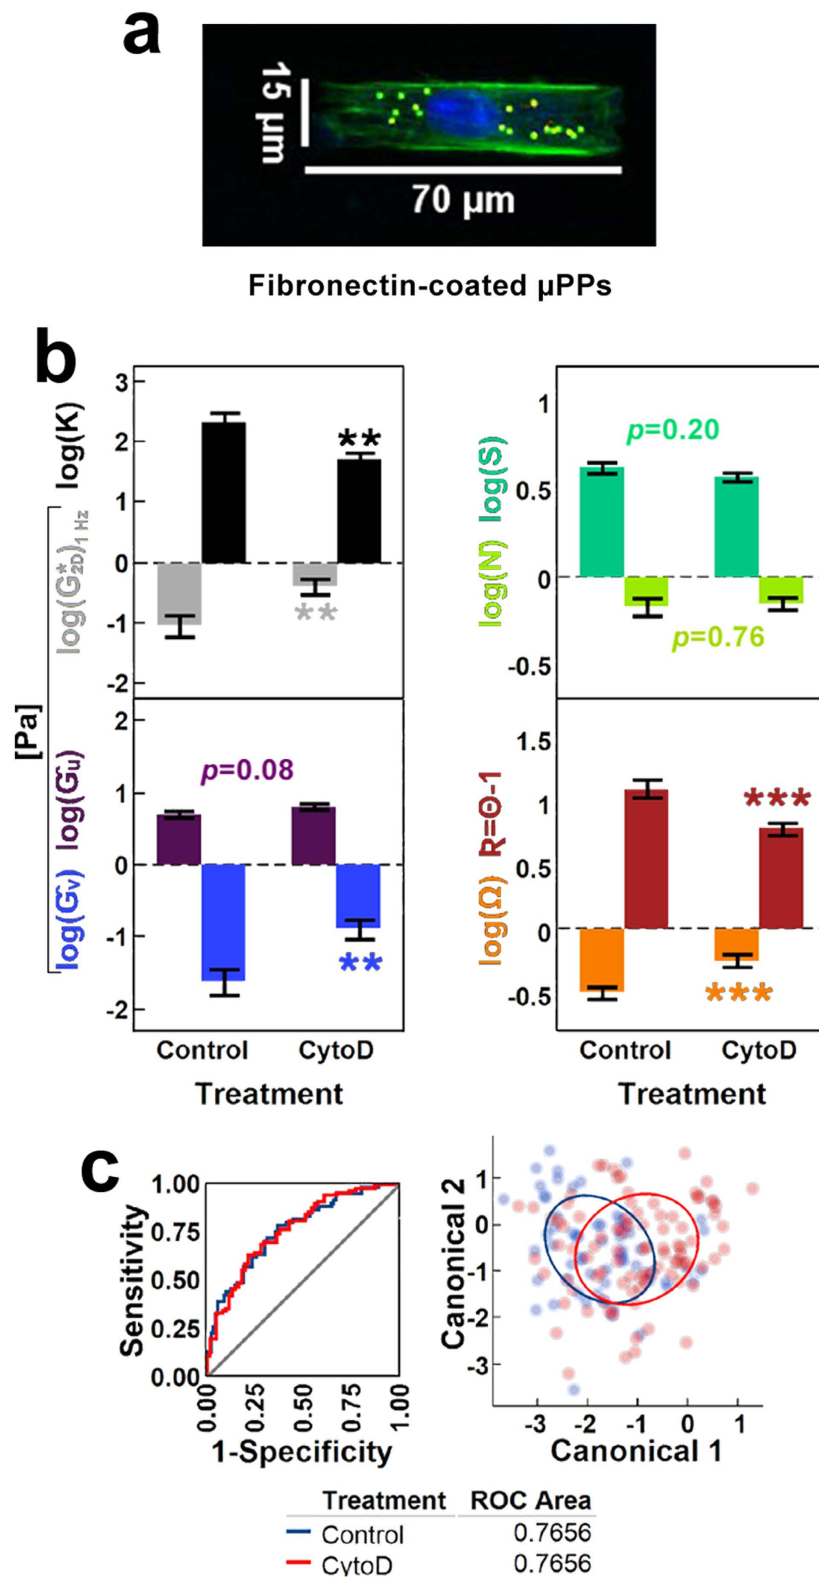 a
15 μm
70 μm
Fibronectin-coated μPPs
b
log(K)
log(G*2D)1 Hz
[Pa]
3
2
1
0
-1
-2
log(Gu)
log(Gv)
2
1
0
-1
-2
p=0.08
**
**
**
Control
CytoD
Treatment
log(S)
log(N)
1
0.5
0
-0.5
p=0.20
p=0.76
R=Θ-1
log(Ω)
1.5
1
0.5
0
-0.5
***
***
Control
CytoD
Treatment
c
Sensitivity
1.00
0.75
0.50
0.25
0.00
0.00
0.25
0.50
0.75
1.00
1-Specificity
Canonical 2
1
0
-1
-2
-3
-3
-2
-1
0
1
Canonical 1
Treatment ROC Area
Control 0.7656
CytoD 0.7656